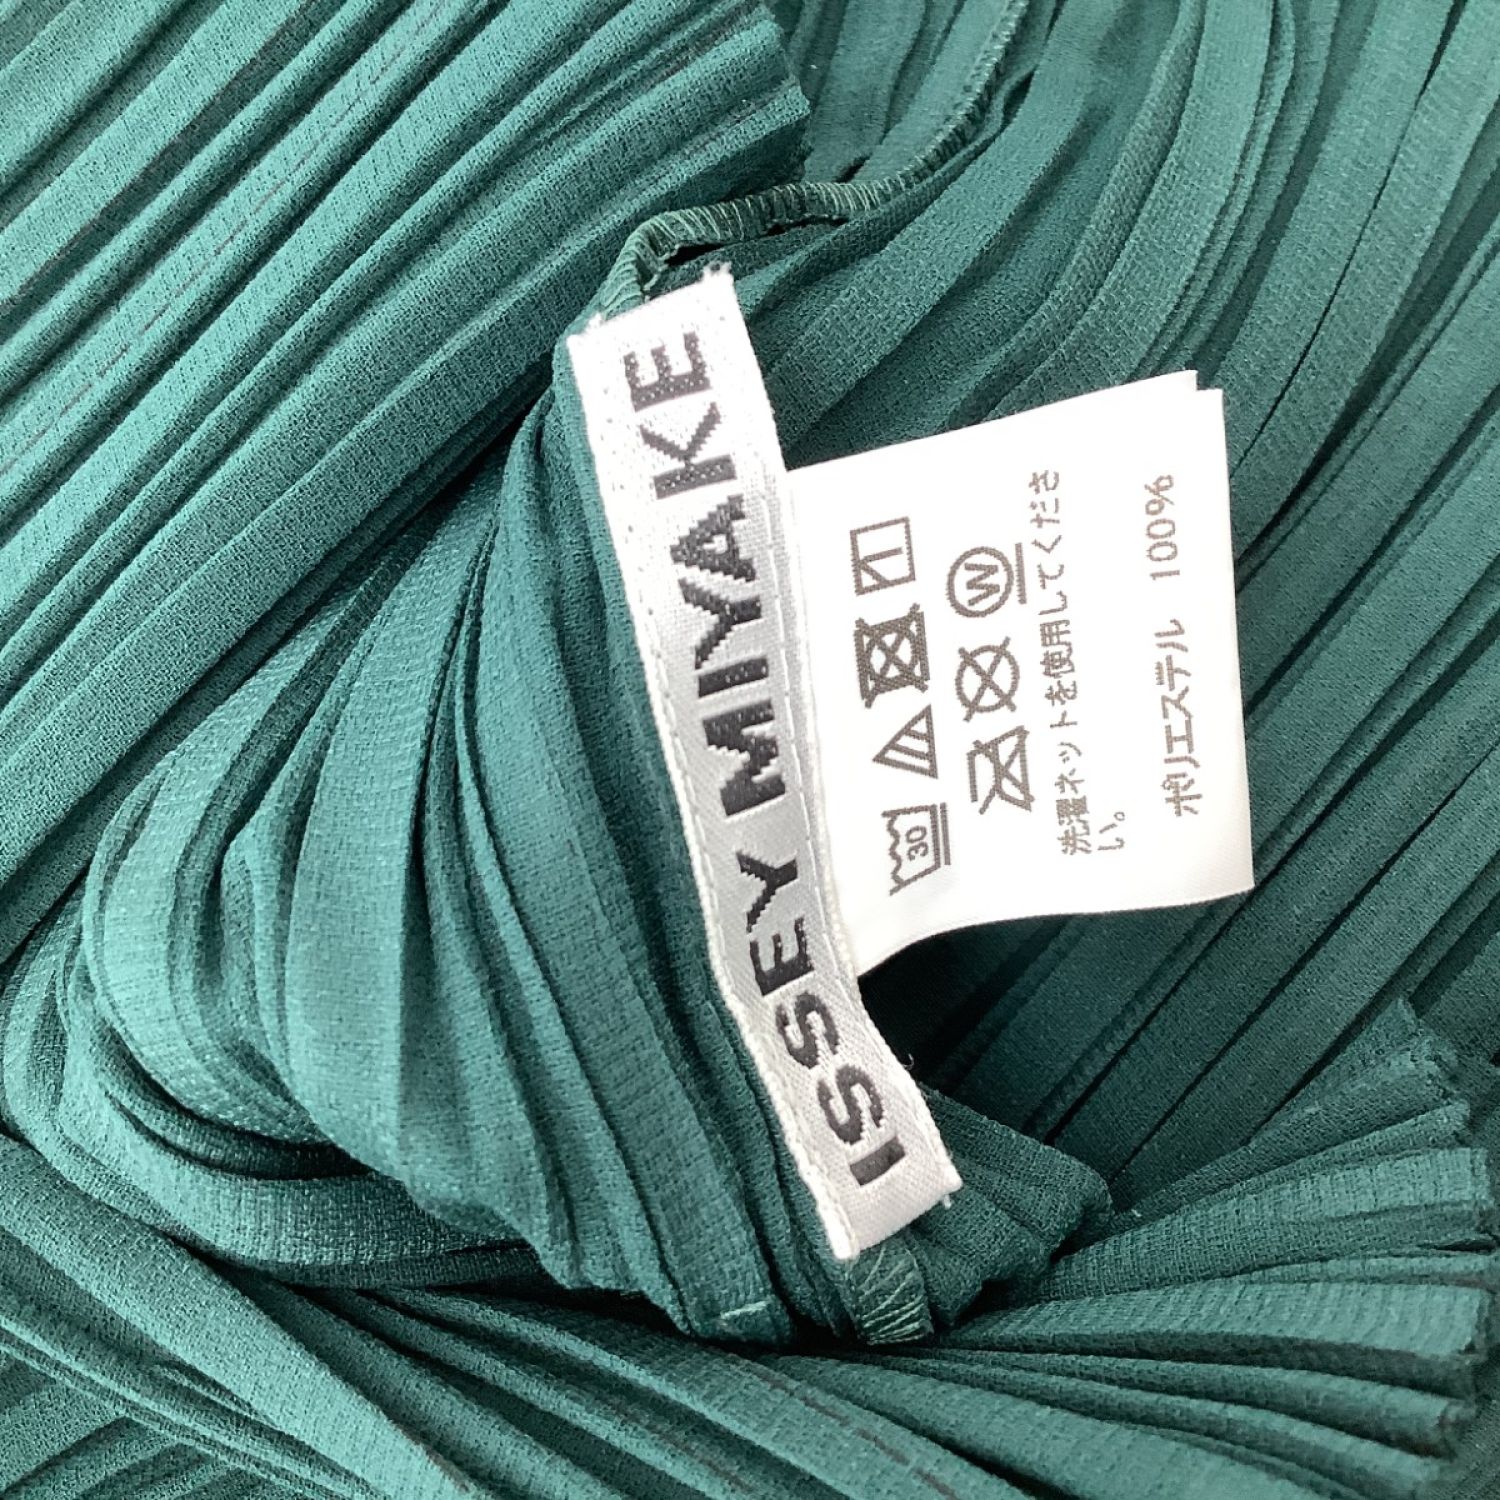 ISSEY MIYAKE
30
W
洗濯ネットを使用してくださ
い。
ポリエステル 100%